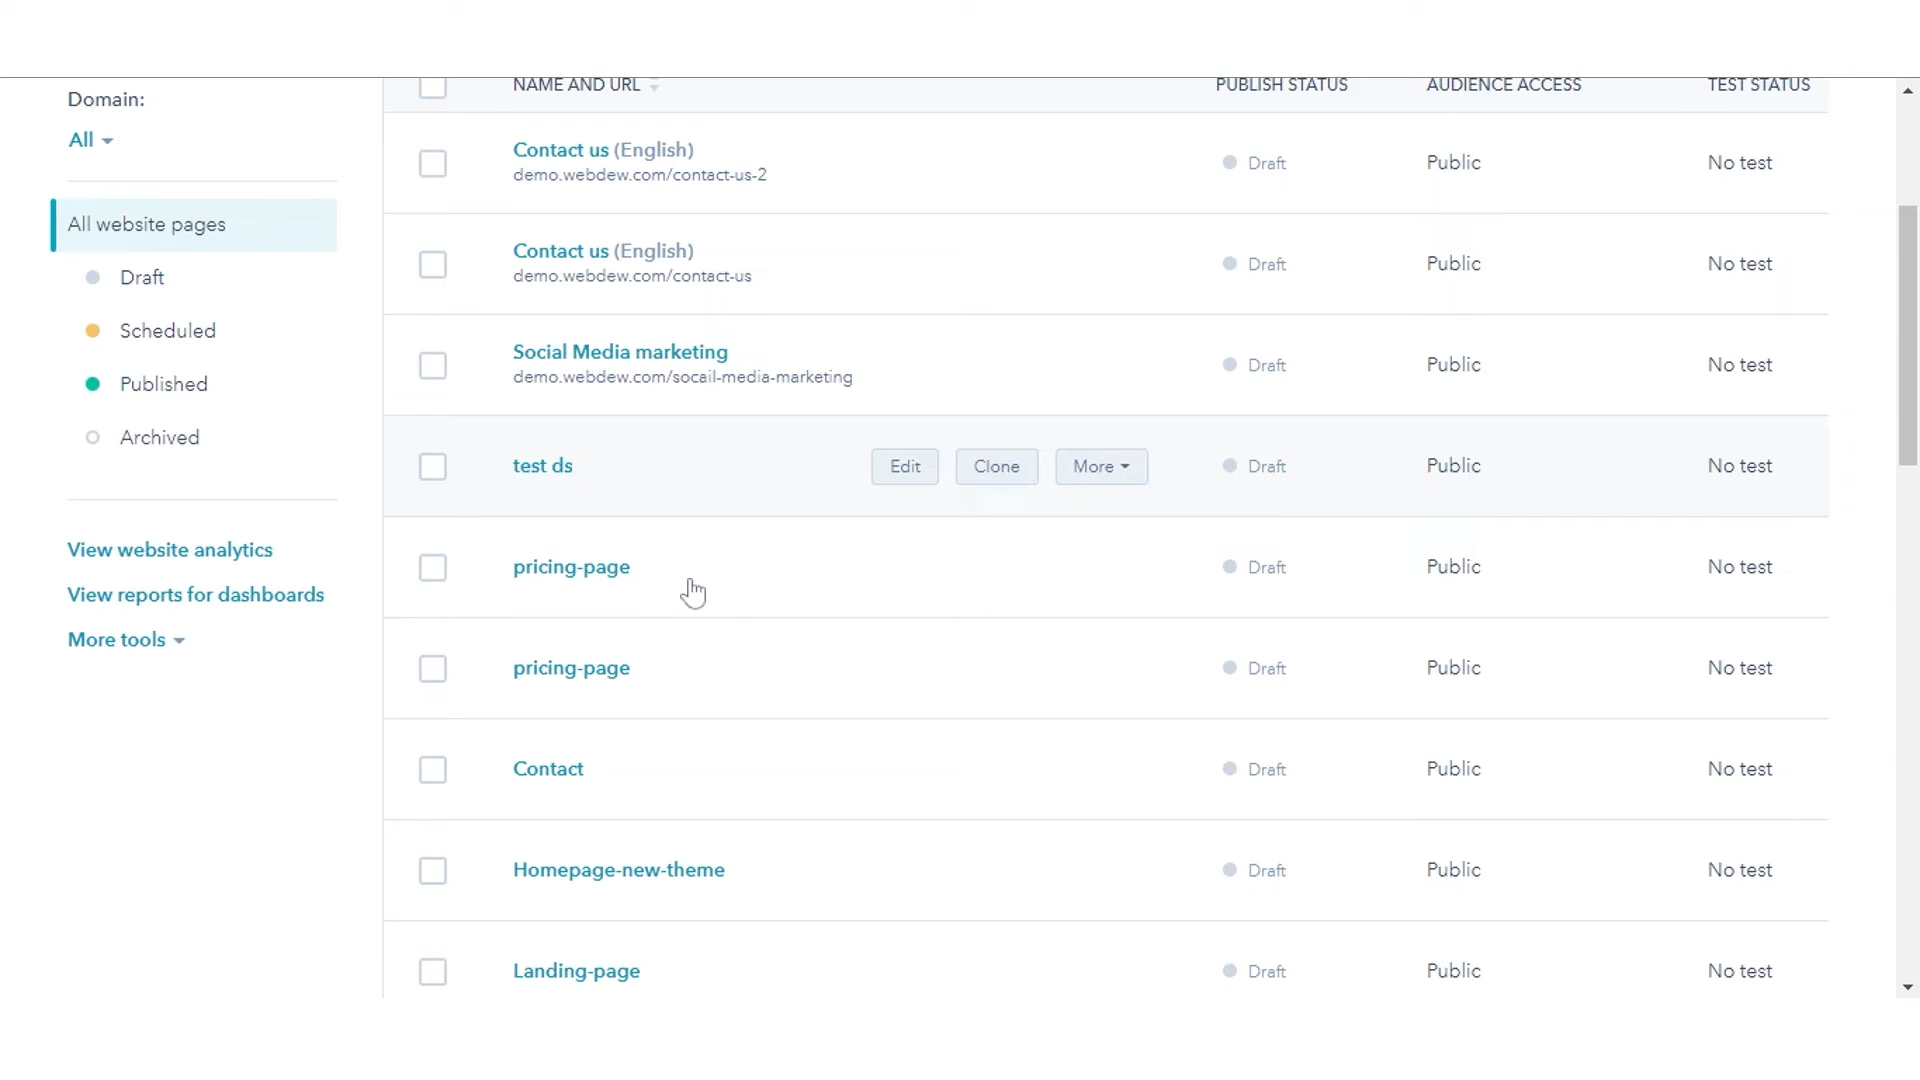 Domain:
All
All website pages
Draft
Scheduled
Published
Archived
View website analytics
View reports for dashboards
More tools
NAME AND URL PUBLISH STATUS AUDIENCE ACCESS TEST STATUS
Contact us (English) Draft Public No test
demo.webdew.com/contact-us-2
Contact us (English) Draft Public No test
demo.webdew.com/contact-us
Social Media marketing Draft Public No test
demo.webdew.com/socail-media-marketing
test ds Edit Clone More Draft Public No test
pricing-page Draft Public No test
pricing-page Draft Public No test
Contact Draft Public No test
Homepage-new-theme Draft Public No test
Landing-page Draft Public No test